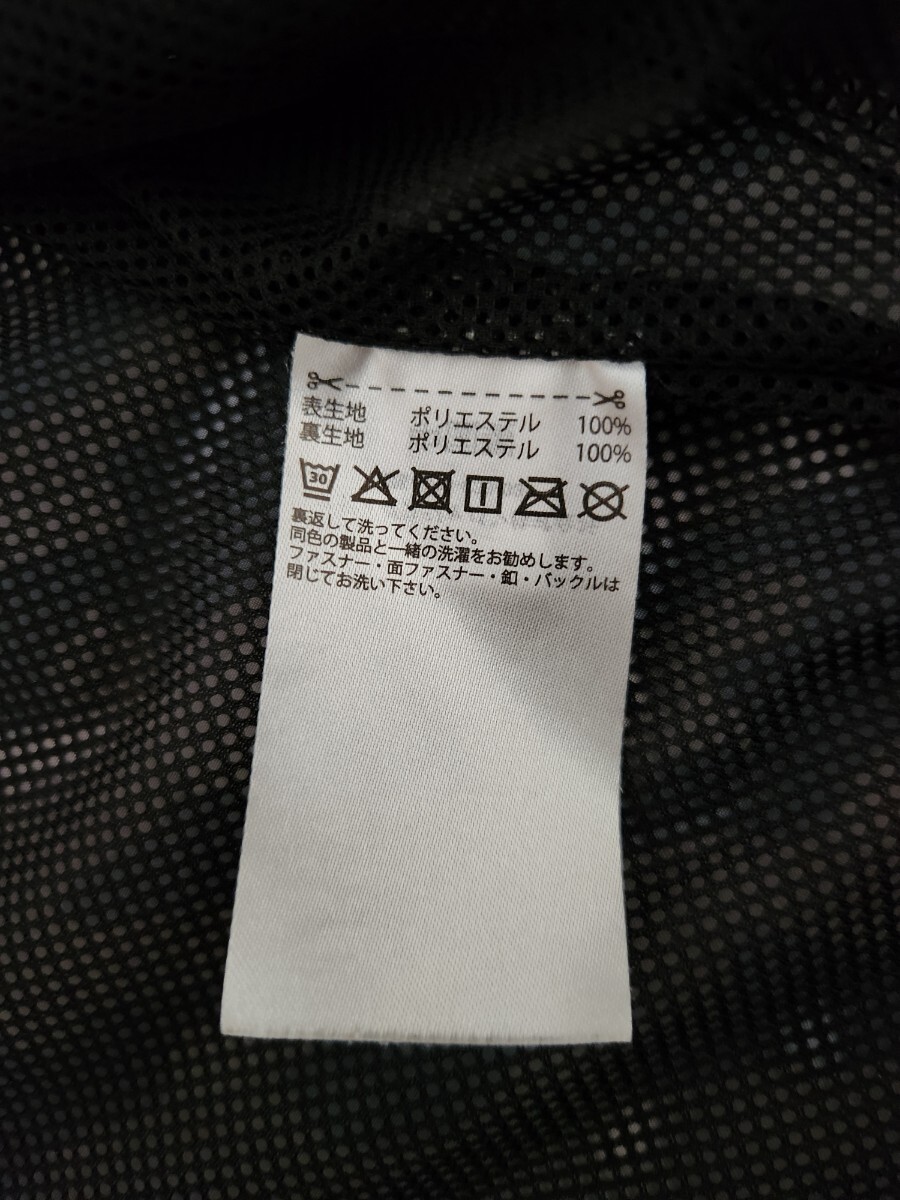 表生地 ポリエステル 100%
裏生地 ポリエステル 100%
30
裏返して洗ってください。
同色の製品と一緒の洗濯をお勧めします。
ファスナー・面ファスナー・釦・バックルは
閉じてお洗い下さい。